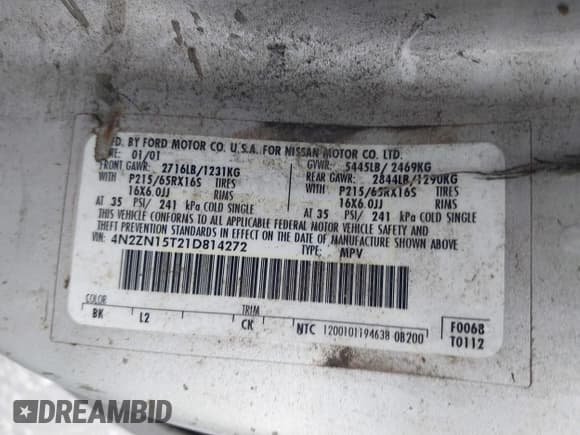 MFD. BY FORD MOTOR CO. U.S.A. FOR NISSAN MOTOR CO. LTD.
DATE: 01/01 GVWR: 5445LB/ 2469KG
FRONT GAWR: 2716LB/1231KG REAR GAWR: 2844LB/1290KG
WITH P215/65RX16S TIRES WITH P215/65RX16S TIRES
16X6.0JJ RIMS 16X6.0JJ RIMS
AT 35 PSI/ 241 kPa COLD SINGLE AT 35 PSI/ 241 kPa COLD SINGLE
THIS VEHICLE CONFORMS TO ALL APPLICABLE FEDERAL MOTOR VEHICLE SAFETY AND
THEFT PREVENTION STANDARDS IN EFFECT ON THE DATE OF MANUFACTURE SHOWN ABOVE
VIN: 4N2ZN15T21D814272 TYPE: MPV
COLOR TRIM
BK L2 CK NTC 1200101194638 0B200 F0068
T0112
DREAMBID